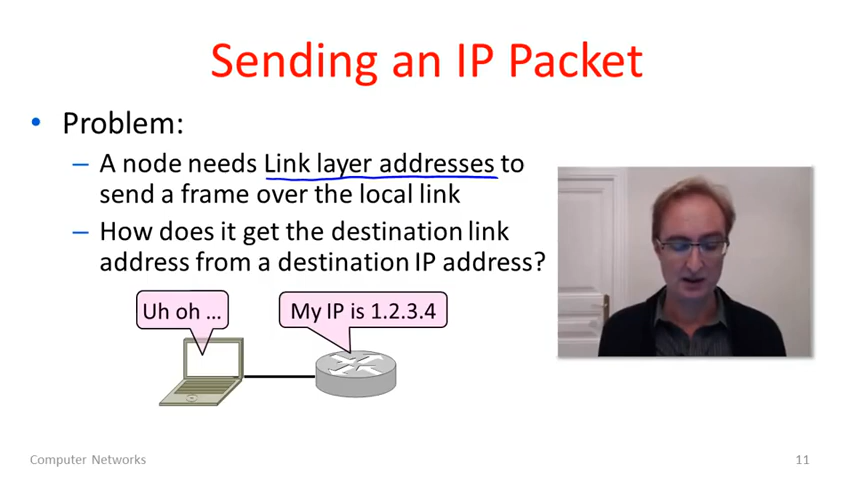 Sending an IP Packet
• Problem:
– A node needs Link layer addresses to
send a frame over the local link
– How does it get the destination link
address from a destination IP address?
Uh oh ...
My IP is 1.2.3.4
Computer Networks
11